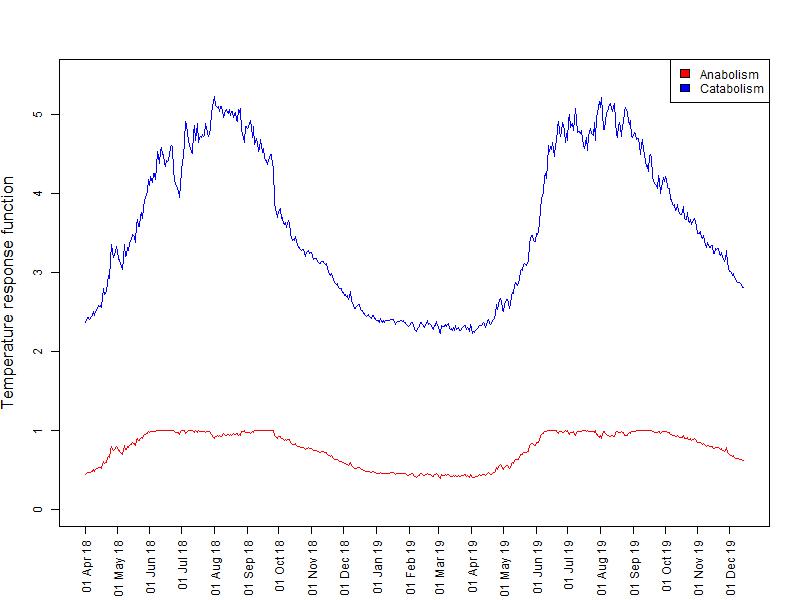 Anabolism
Catabolism
Temperature response function
5
4
3
2
1
0
01 Apr 18
01 May 18
01 Jun 18
01 Jul 18
01 Aug 18
01 Sep 18
01 Oct 18
01 Nov 18
01 Dec 18
01 Jan 19
01 Feb 19
01 Mar 19
01 Apr 19
01 May 19
01 Jun 19
01 Jul 19
01 Aug 19
01 Sep 19
01 Oct 19
01 Nov 19
01 Dec 19